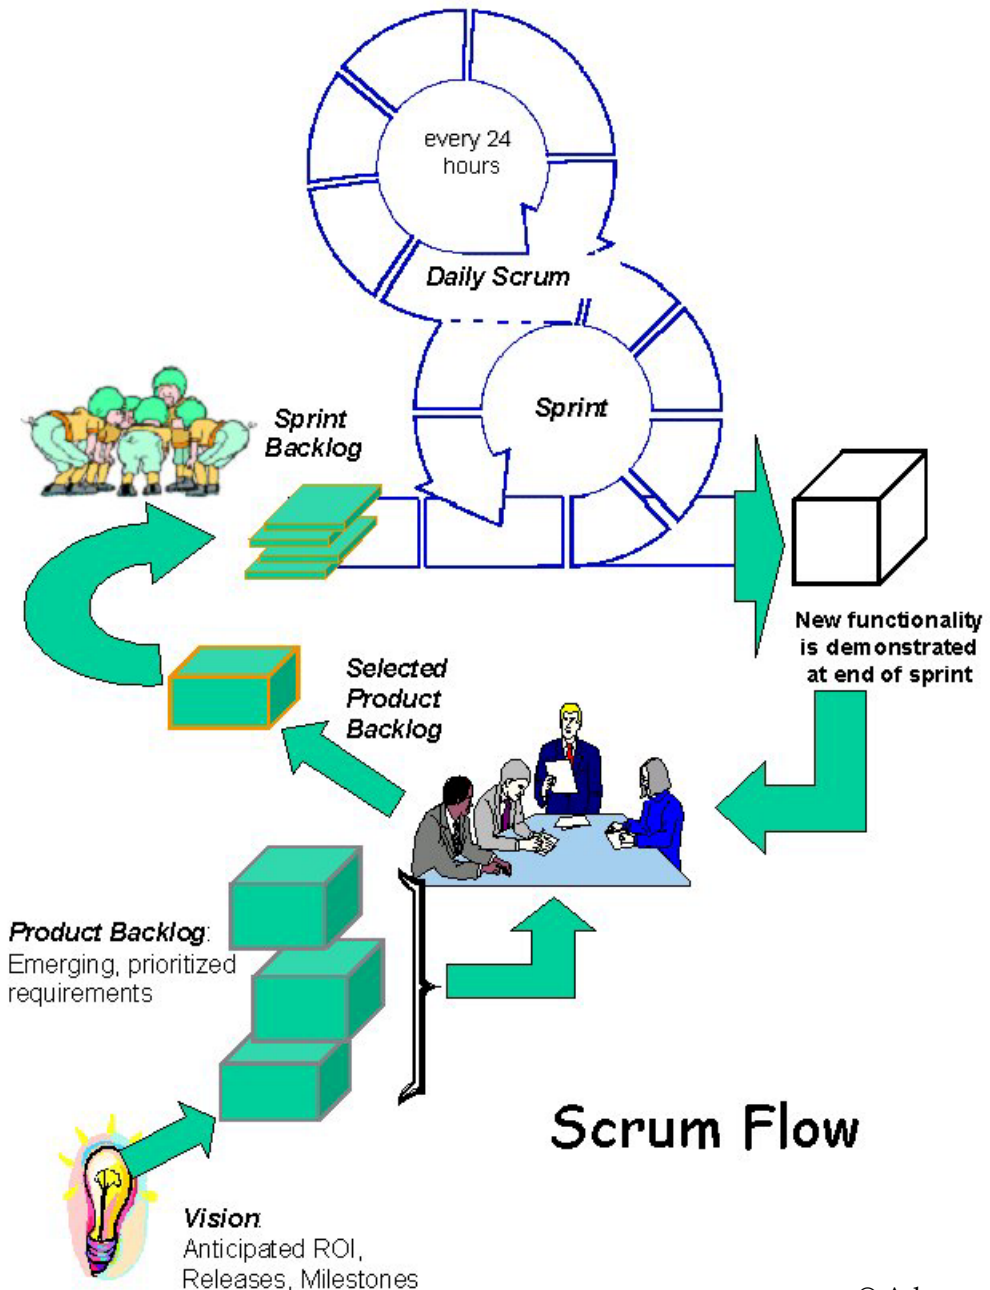 every 24
hours
Daily Scrum
Sprint
Sprint
Backlog
New functionality
is demonstrated
at end of sprint
Selected
Product
Backlog
Product Backlog:
Emerging, prioritized
requirements
Scrum Flow
Vision:
Anticipated ROI,
Releases, Milestones